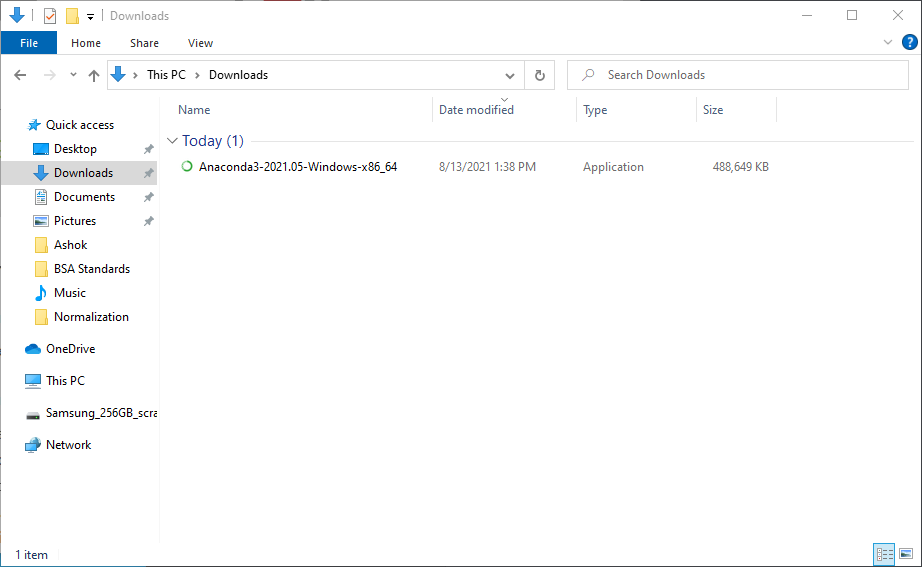 Downloads
File Home Share View
This PC > Downloads
Search Downloads
Name Date modified Type Size
Quick access
Today (1)
Desktop
Anaconda3-2021.05-Windows-x86_64 8/13/2021 1:38 PM Application 488,649 KB
Downloads
Documents
Pictures
Ashok
BSA Standards
Music
Normalization
OneDrive
This PC
Samsung_256GB_scra
Network
1 item